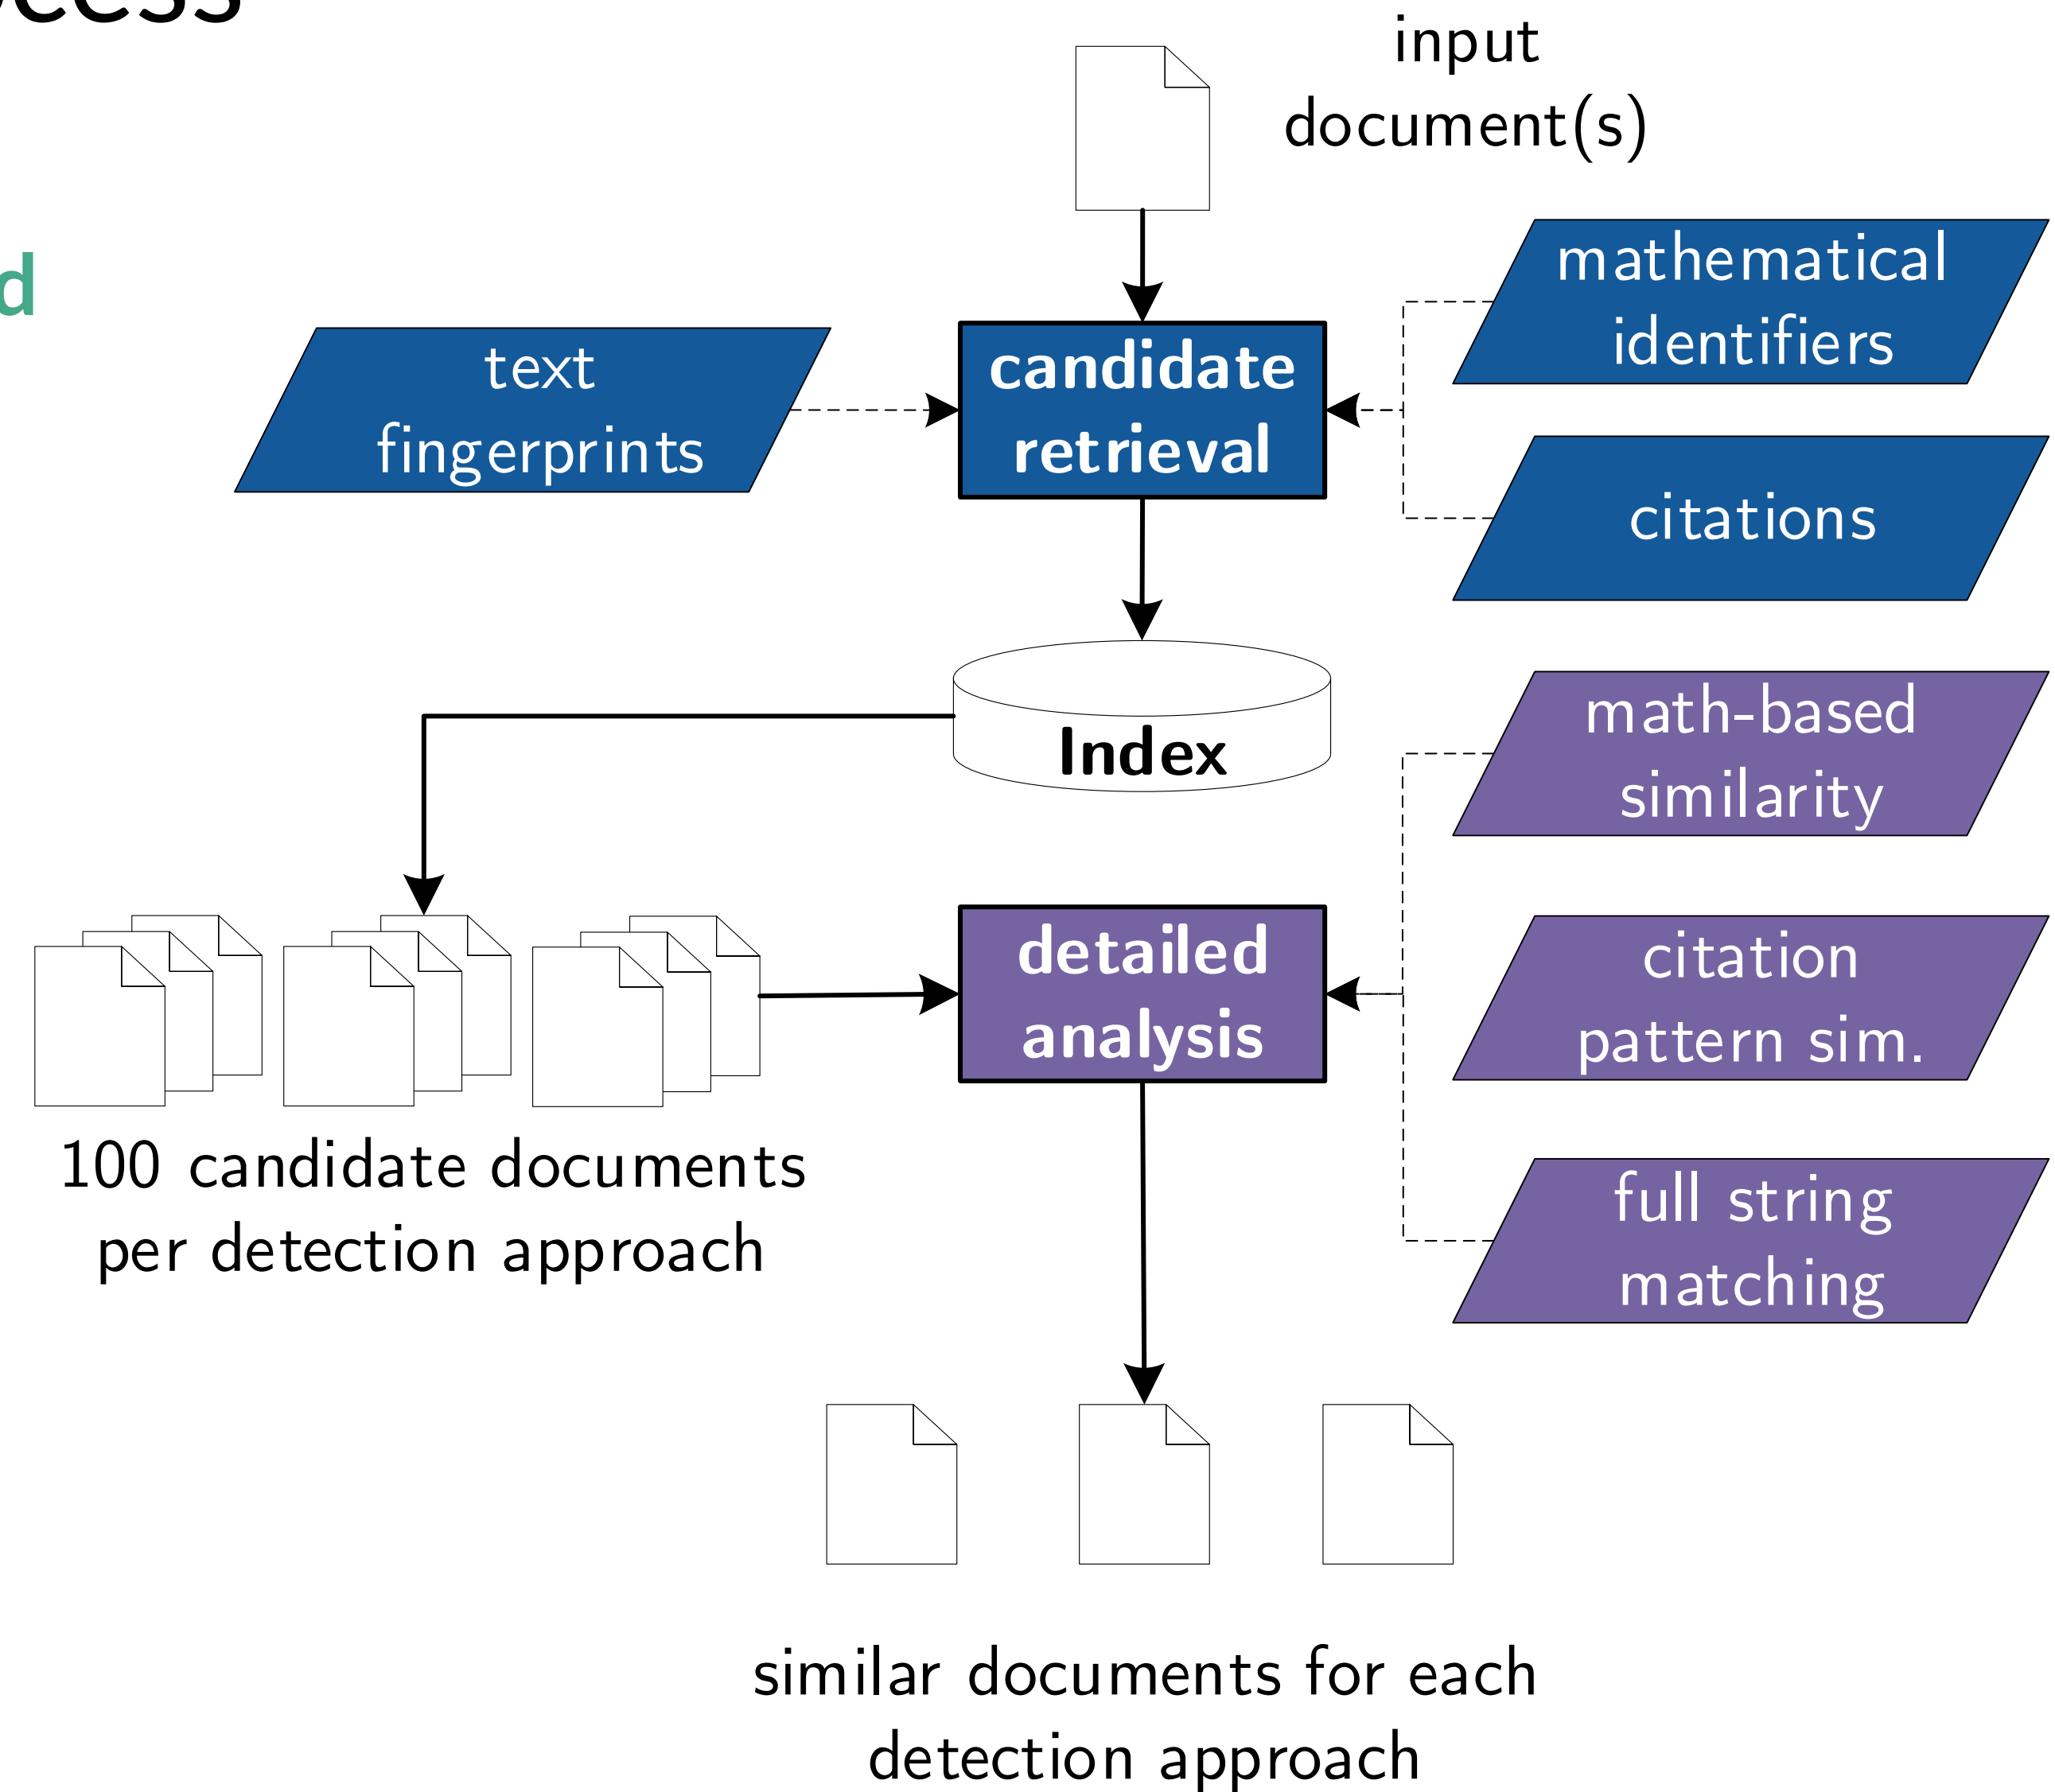 input
document(s)
mathematical
identifiers
text
fingerprints
candidate
retrieval
citations
math-based
similarity
Index
detailed
analysis
citation
pattern sim.
100 candidate documents
per detection approach
full string
matching
similar documents for each
detection approach